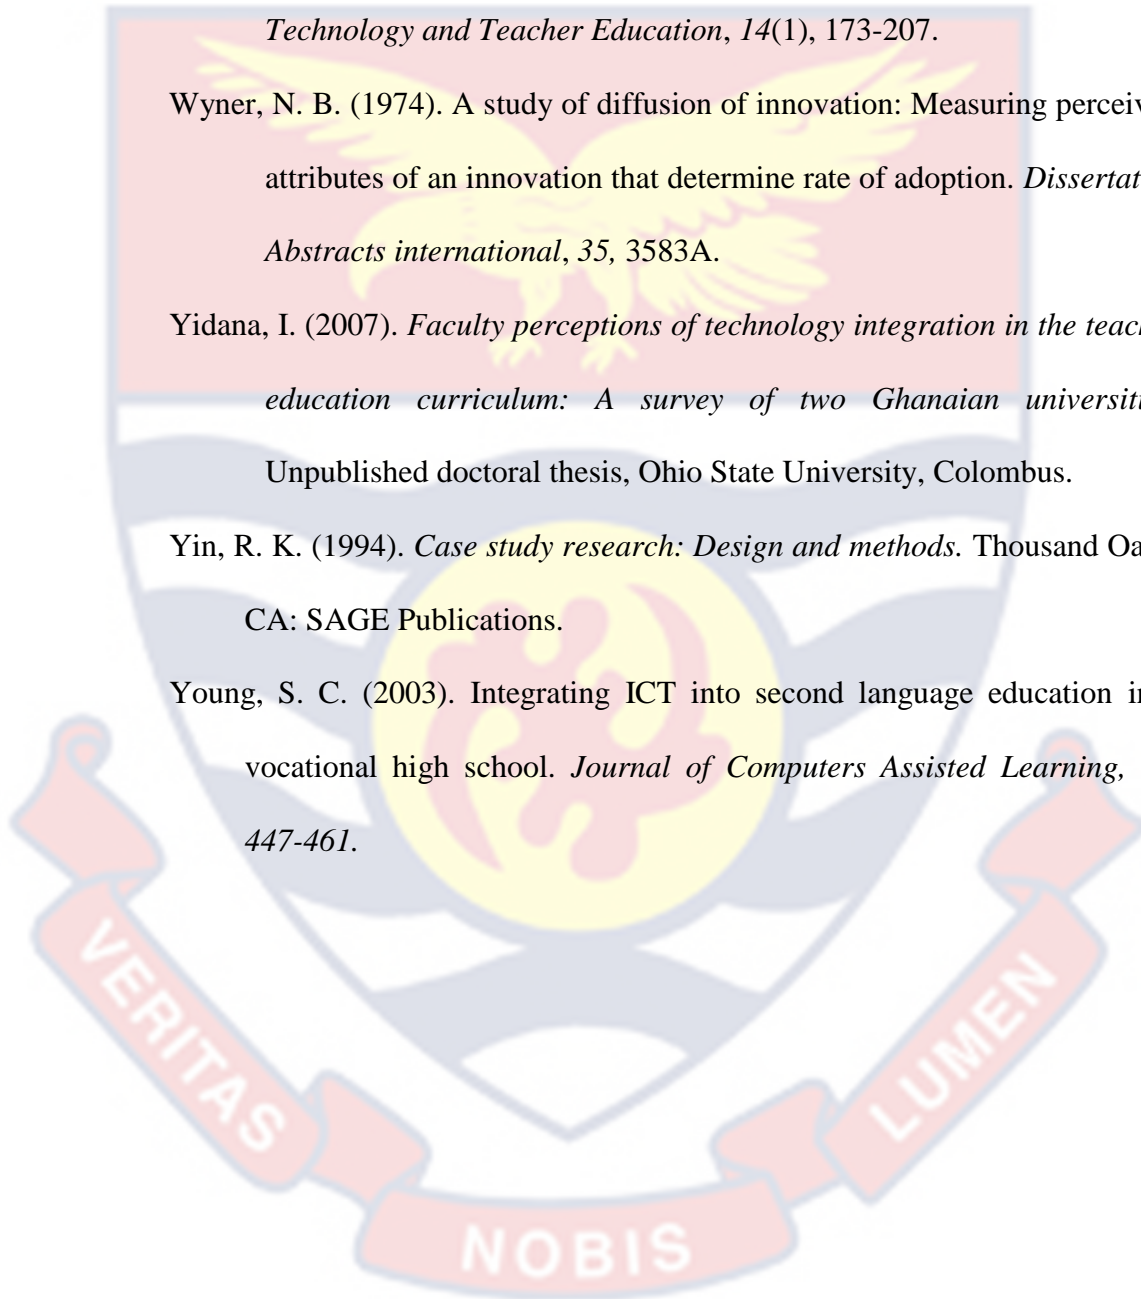 Technology and Teacher Education, 14(1), 173-207.
Wyner, N. B. (1974). A study of diffusion of innovation: Measuring perceiv
attributes of an innovation that determine rate of adoption. Dissertat
Abstracts international, 35, 3583A.
Yidana, I. (2007). Faculty perceptions of technology integration in the teach
education curriculum: A survey of two Ghanaian universiti
Unpublished doctoral thesis, Ohio State University, Colombus.
Yin, R. K. (1994). Case study research: Design and methods. Thousand Oa
CA: SAGE Publications.
Young, S. C. (2003). Integrating ICT into second language education in
vocational high school. Journal of Computers Assisted Learning,
447-461.
VERITAS
NOBIS
LUMEN